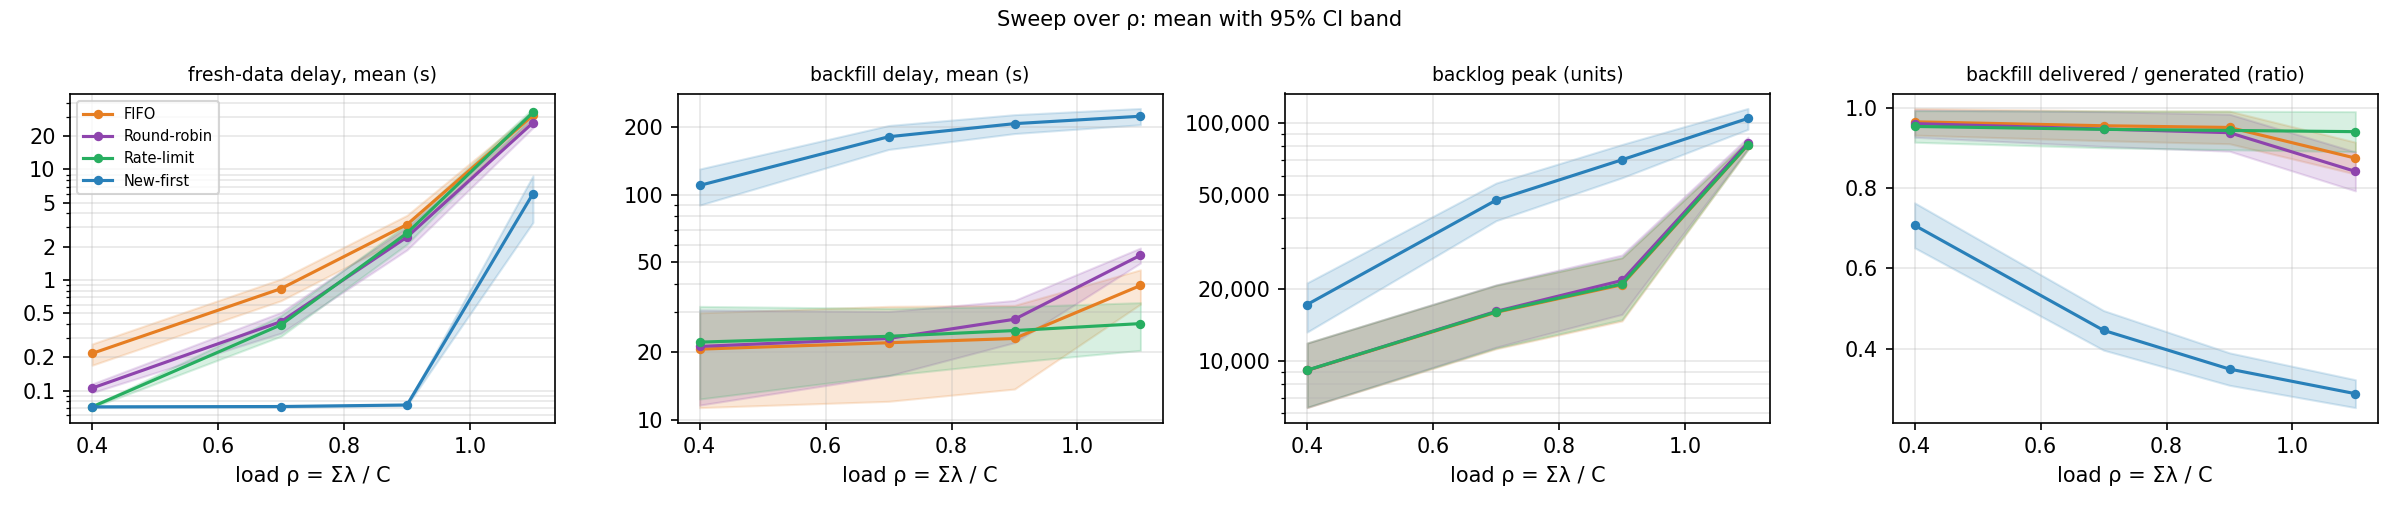 Sweep over ρ: mean with 95% CI band
fresh-data delay, mean (s)
FIFO
Round-robin
Rate-limit
New-first
20
10
5
2
1
0.5
0.2
0.1
0.4
0.6
0.8
1.0
load ρ = Σλ / C
backfill delay, mean (s)
200
100
50
20
10
0.4
0.6
0.8
1.0
load ρ = Σλ / C
backlog peak (units)
100,000
50,000
20,000
10,000
0.4
0.6
0.8
1.0
load ρ = Σλ / C
backfill delivered / generated (ratio)
1.0
0.8
0.6
0.4
0.4
0.6
0.8
1.0
load ρ = Σλ / C